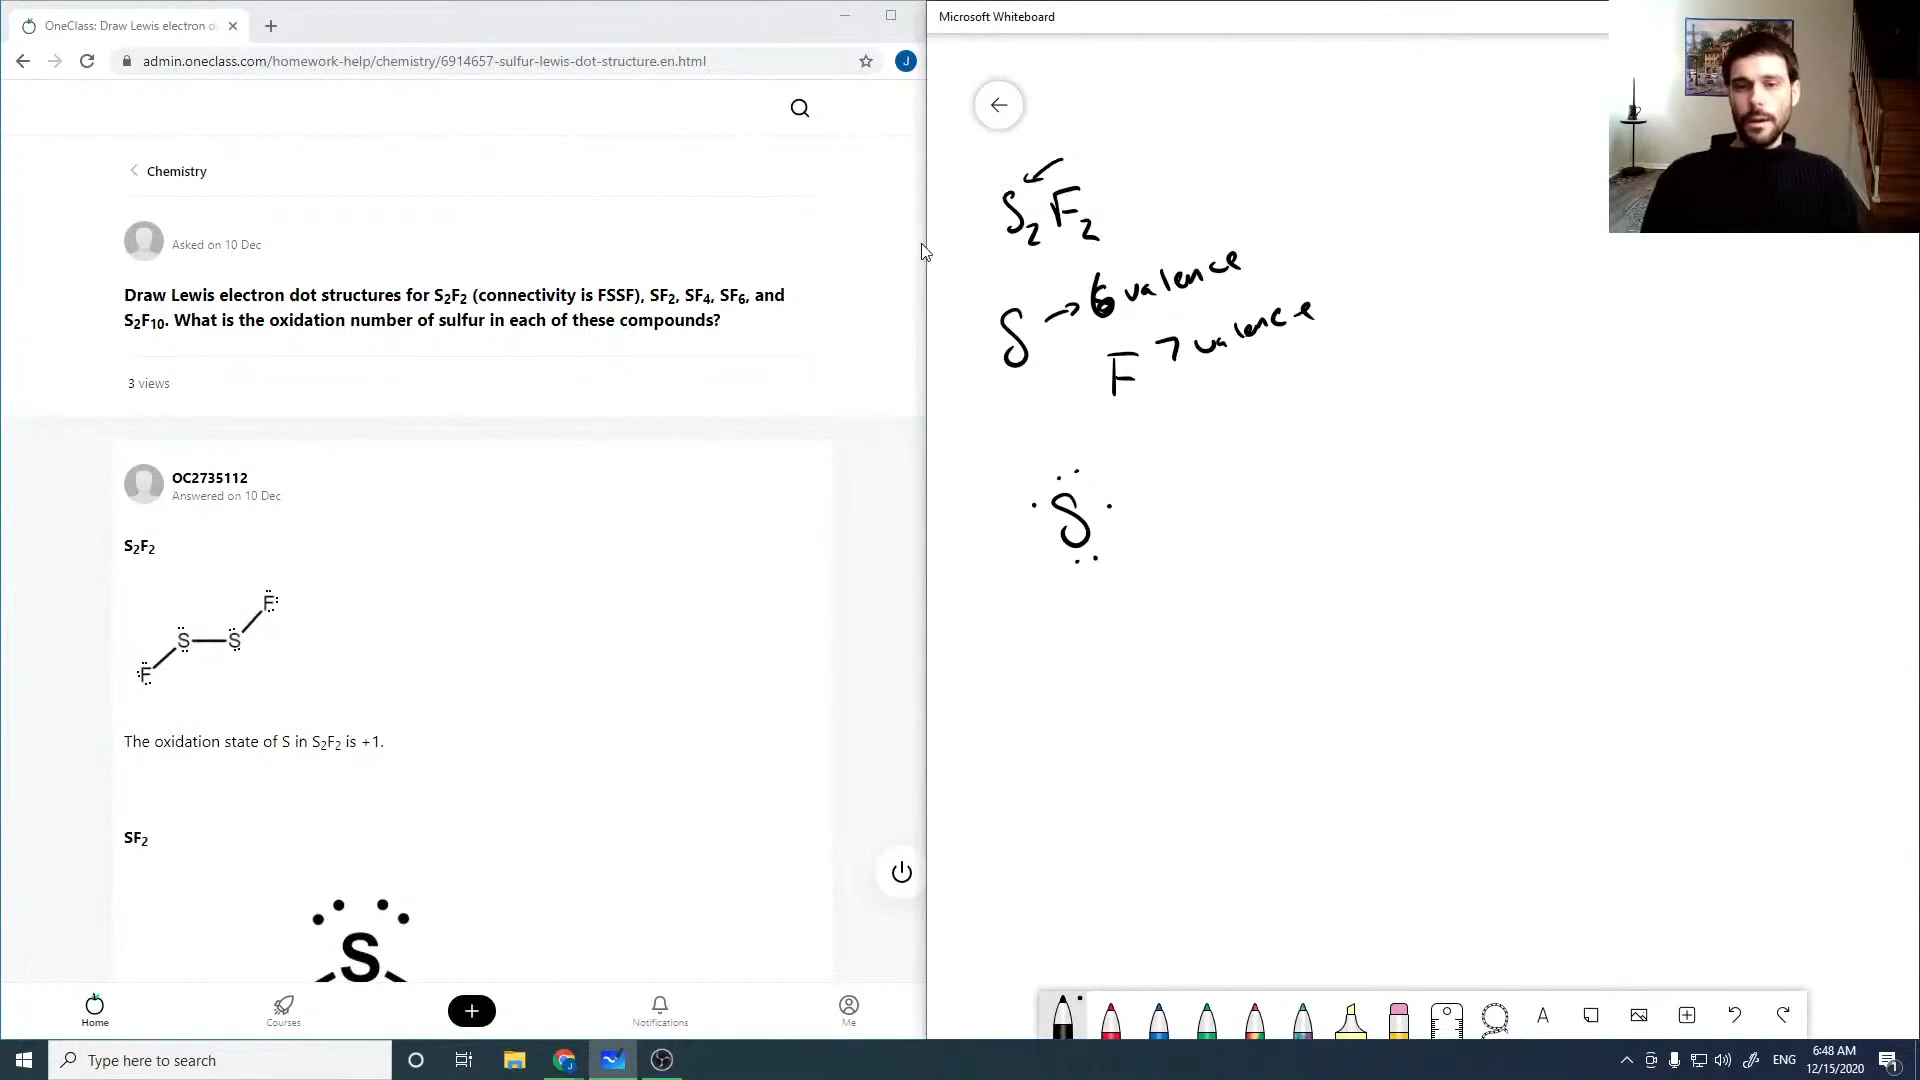 OneClass: Draw Lewis electron d
Microsoft Whiteboard
admin.oneclass.com/homework-help/chemistry/6914657-sulfur-lewis-dot-structure.en.html
J
Chemistry
Asked on 10 Dec
Draw Lewis electron dot structures for S₂F₂ (connectivity is FSSF), SF₂, SF₄, SF₆, and
S₂F₁₀. What is the oxidation number of sulfur in each of these compounds?
3 views
OC2735112
Answered on 10 Dec
S₂F₂
F
S S
F
The oxidation state of S in S₂F₂ is +1.
SF₂
S
Home
Courses
Notifications
Me
S₂F₂
S → 6 valence
F 7 valence
S
A
Type here to search
ENG
6:48 AM
12/15/2020
1